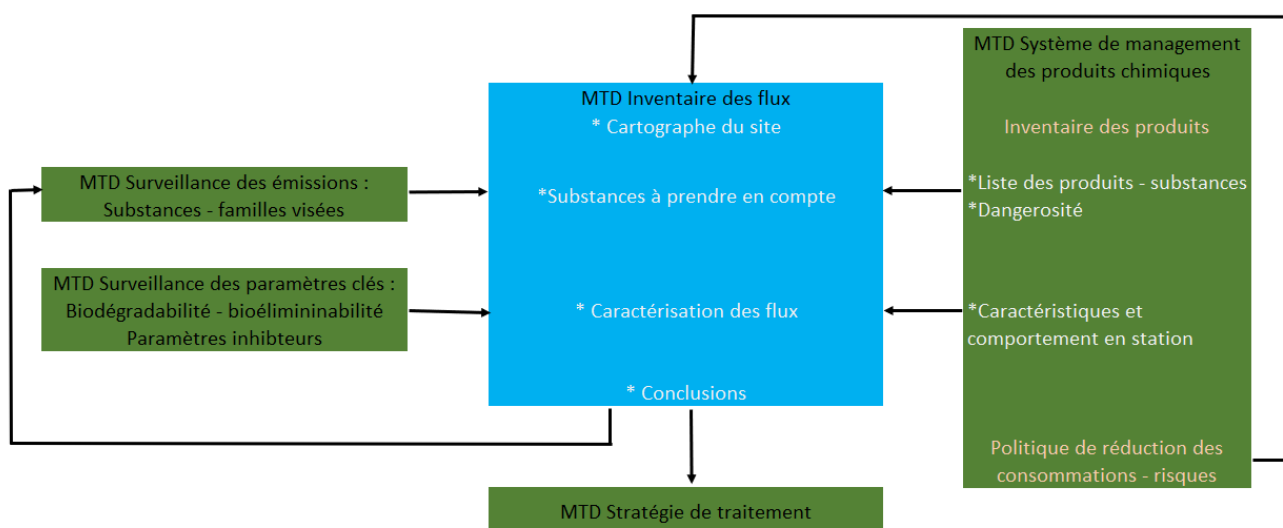 MTD Système de management
des produits chimiques
MTD Inventaire des flux
* Cartographe du site
Inventaire des produits
MTD Surveillance des émissions :
Substances - familles visées
*Substances à prendre en compte
*Liste des produits - substances
*Dangerosité
MTD Surveillance des paramètres clés :
Biodégradabilité - bioélimininabilité
Paramètres inhibteurs
* Caractérisation des flux
*Caractéristiques et
comportement en station
* Conclusions
Politique de réduction des
consommations - risques
MTD Stratégie de traitement